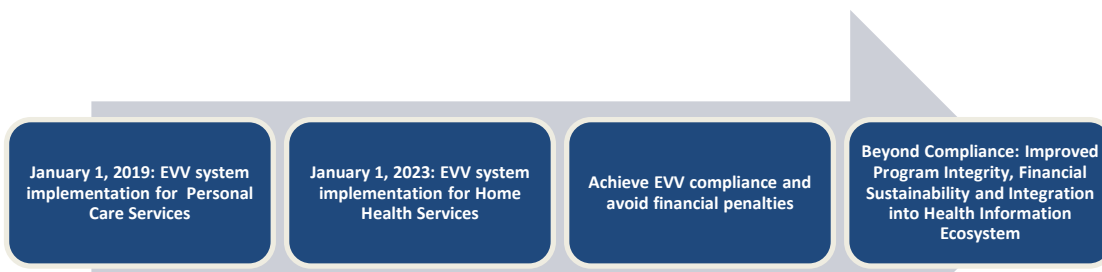 January 1, 2019: EVV system
implementation for Personal
Care Services
January 1, 2023: EVV system
implementation for Home
Health Services
Achieve EVV compliance and
avoid financial penalties
Beyond Compliance: Improved
Program Integrity, Financial
Sustainability and Integration
into Health Information
Ecosystem